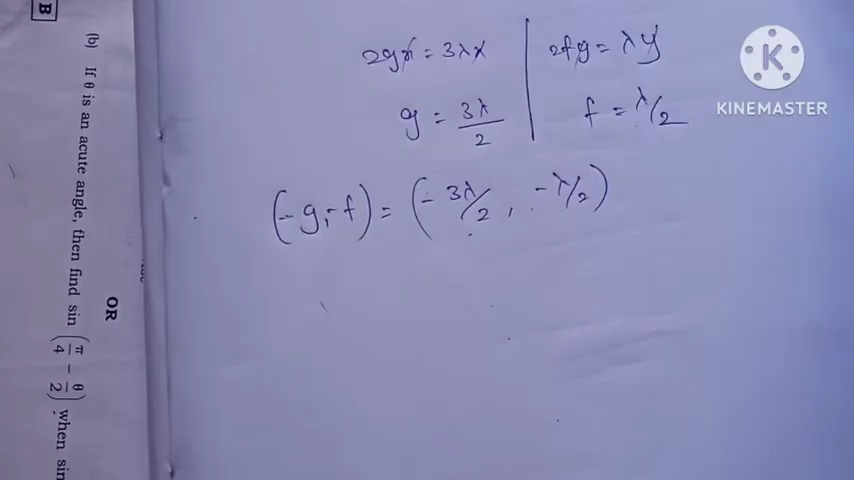 2gx = 3λx
2fy = λy
g = 3λ/2
f = λ/2
(-g, -f) = (-3λ/2, -λ/2)
K
KINEMASTER
B
(b) If θ is an acute angle, then find sin (π/4 - θ/2) when sin
OR